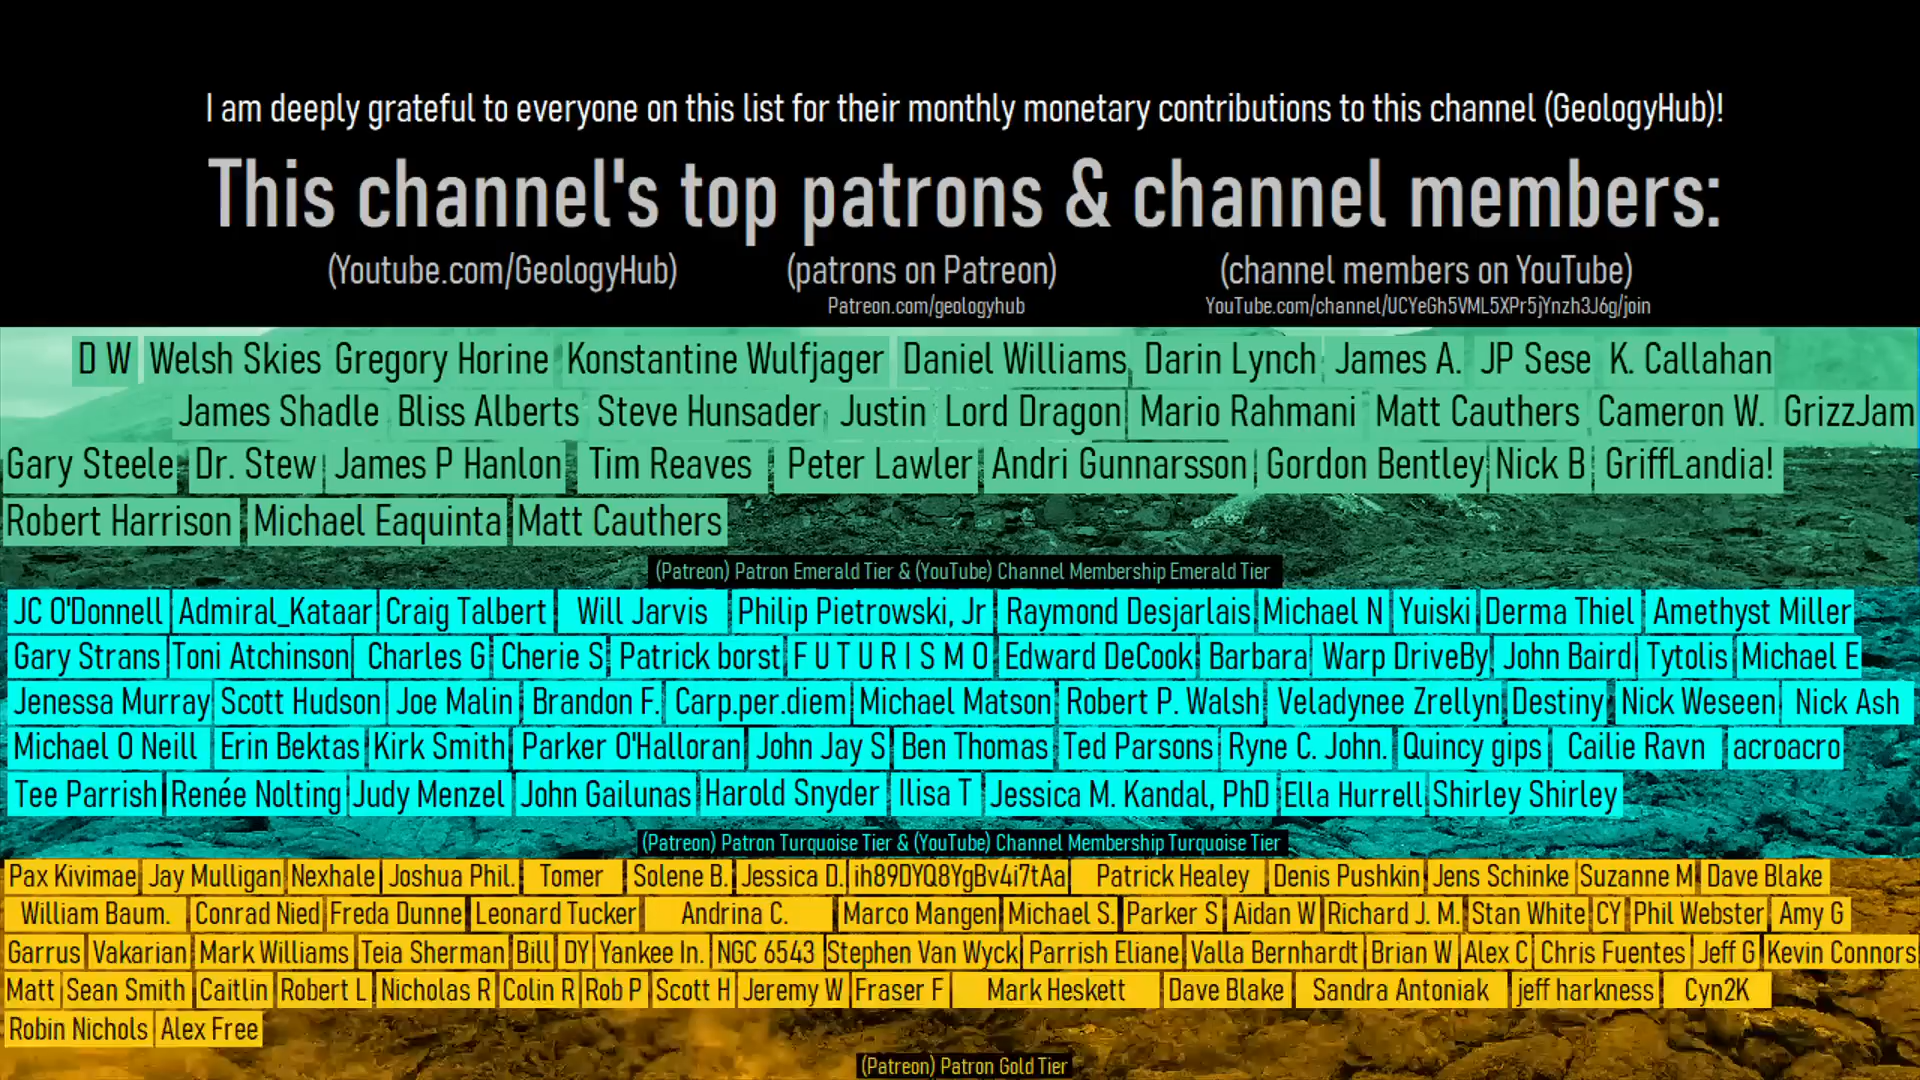 I am deeply grateful to everyone on this list for their monthly monetary contributions to this channel (GeologyHub)!
This channel's top patrons & channel members:
(Youtube.com/GeologyHub) (patrons on Patreon) (channel members on YouTube)
Patreon.com/geologyhub YouTube.com/channel/UCYeGh5VML5XPr5jYnzh3J6g/join
D W Welsh Skies Gregory Horine Konstantine Wulfjager Daniel Williams Darin Lynch James A. JP Sese K. Callahan
James Shadle Bliss Alberts Steve Hunsader Justin Lord Dragon Mario Rahmani Matt Cauthers Cameron W. GrizzJam
Gary Steele Dr. Stew James P Hanlon Tim Reaves Peter Lawler Andri Gunnarsson Gordon Bentley Nick B GriffLandia!
Robert Harrison Michael Eaquinta Matt Cauthers
(Patreon) Patron Emerald Tier & (YouTube) Channel Membership Emerald Tier
JC O'Donnell Admiral_Kataar Craig Talbert Will Jarvis Philip Pietrowski, Jr Raymond Desjarlais Michael N Yuiski Derma Thiel Amethyst Miller
Gary Strans Toni Atchinson Charles G Cherie S Patrick borst F U T U R I S M O Edward DeCook Barbara Warp DriveBy John Baird Tytolis Michael E
Jenessa Murray Scott Hudson Joe Malin Brandon F. Carp.per.diem Michael Matson Robert P. Walsh Veladynee Zrellyn Destiny Nick Weseen Nick Ash
Michael O Neill Erin Bektas Kirk Smith Parker O'Halloran John Jay S Ben Thomas Ted Parsons Ryne C. John. Quincy gips Cailie Ravn acroacro
Tee Parrish Renée Nolting Judy Menzel John Gailunas Harold Snyder Ilisa T Jessica M. Kandal, PhD Ella Hurrell Shirley Shirley
(Patreon) Patron Turquoise Tier & (YouTube) Channel Membership Turquoise Tier
Pax Kivimae Jay Mulligan Nexhale Joshua Phil. Tomer Solene B. Jessica D. ih89DYQ8YgBv4i7tAa Patrick Healey Denis Pushkin Jens Schinke Suzanne M Dave Blake
William Baum. Conrad Nied Freda Dunne Leonard Tucker Andrina C. Marco Mangen Michael S. Parker S Aidan W Richard J. M. Stan White CY Phil Webster Amy G
Garrus Vakarian Mark Williams Teia Sherman Bill DY Yankee In. NGC 6543 Stephen Van Wyck Parrish Eliane Valla Bernhardt Brian W Alex C Chris Fuentes Jeff G Kevin Connors
Matt Sean Smith Caitlin Robert L Nicholas R Colin R Rob P Scott H Jeremy W Fraser F Mark Heskett Dave Blake Sandra Antoniak jeff harkness Cyn2K
Robin Nichols Alex Free
(Patreon) Patron Gold Tier